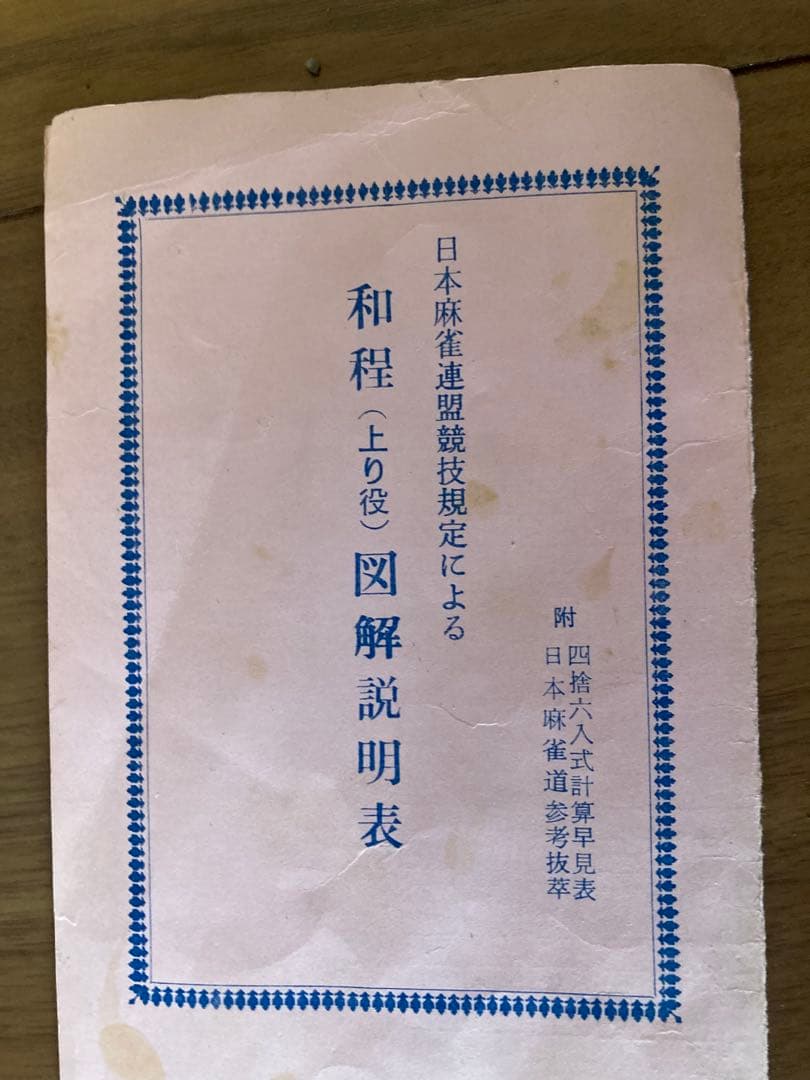 附
四捨六入式計算早見表
日本麻雀道参考抜萃
日本麻雀連盟競技規定による
和程（上り役）図解説明表